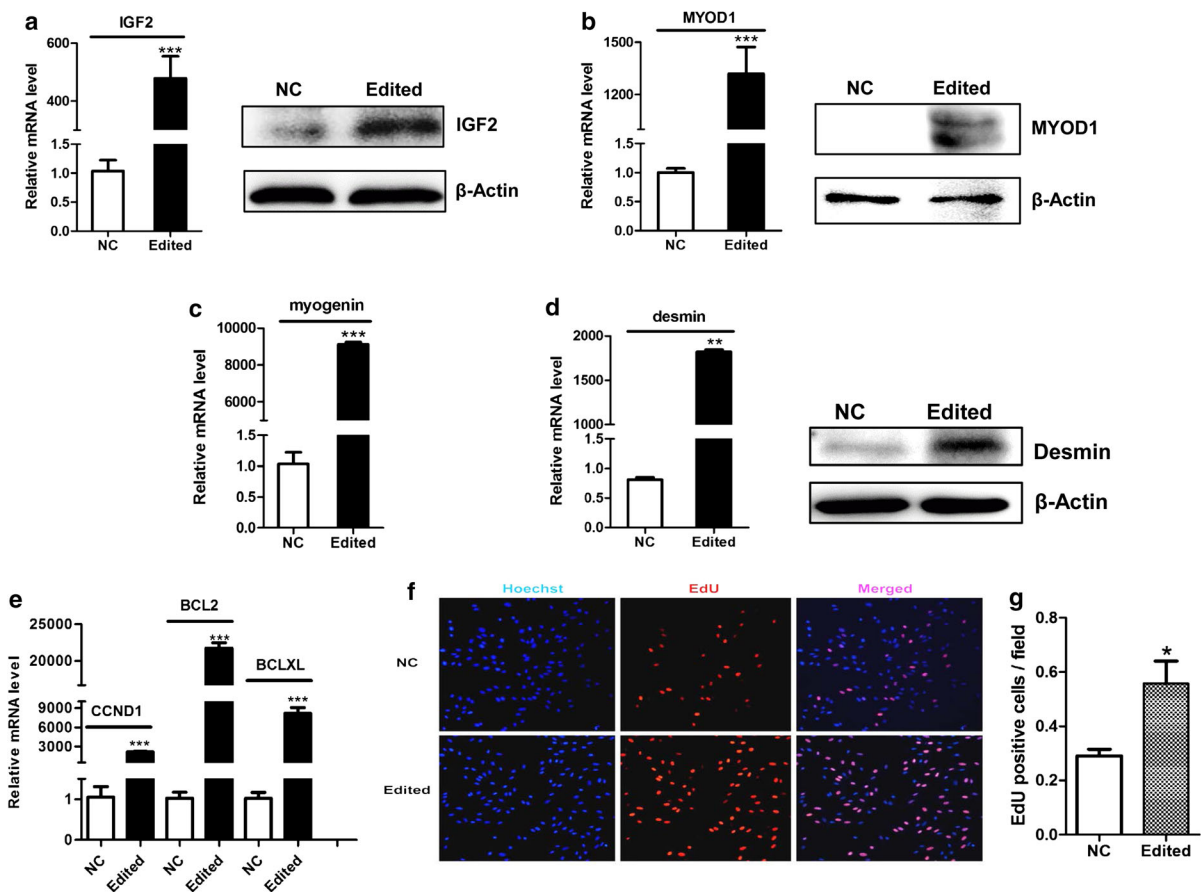 a
IGF2
***
600
400
200
1.5
1.0
0.5
0.0
Relative mRNA level
NC
Edited
NC Edited
IGF2
β-Actin
b
MYOD1
***
1500
1200
900
1.5
1.0
0.5
0.0
Relative mRNA level
NC
Edited
NC Edited
MYOD1
β-Actin
c
myogenin
***
10000
8000
6000
1.5
1.0
0.5
0.0
Relative mRNA level
NC
Edited
d
desmin
**
2000
1750
1500
1000
1.5
1.0
0.5
0.0
Relative mRNA level
NC
Edited
NC Edited
Desmin
β-Actin
e
BCL2
***
BCLXL
***
CCND1
***
25000
20000
15000
9000
6000
3000
1
0
Relative mRNA level
NC
Edited
NC
Edited
NC
Edited
f
Hoechst EdU Merged
NC
Edited
g
*
0.8
0.6
0.4
0.2
0.0
EdU positive cells / field
NC
Edited